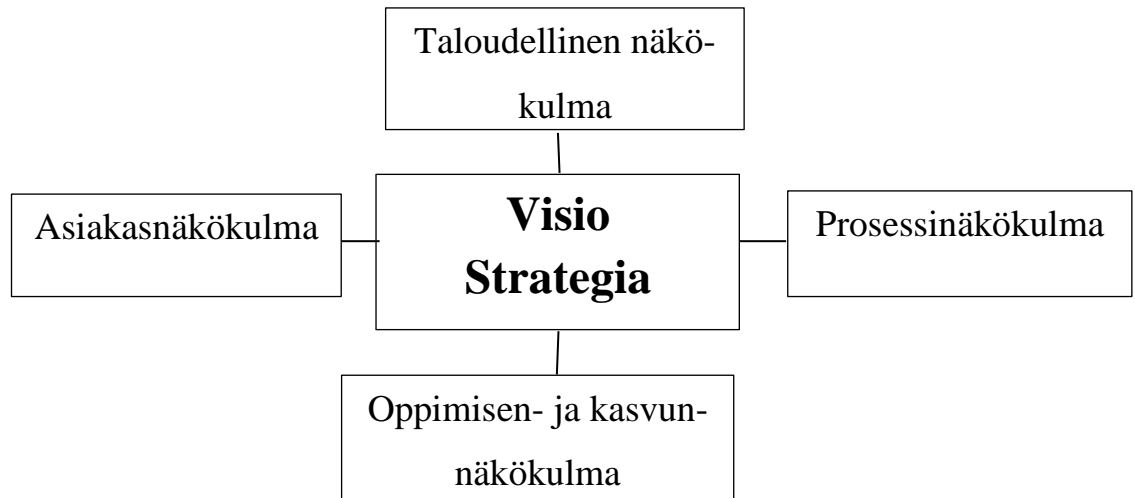 Taloudellinen näkö-
kulma
Asiakasnäkökulma
Visio
Strategia
Prosessinäkökulma
Oppimisen- ja kasvun-
näkökulma